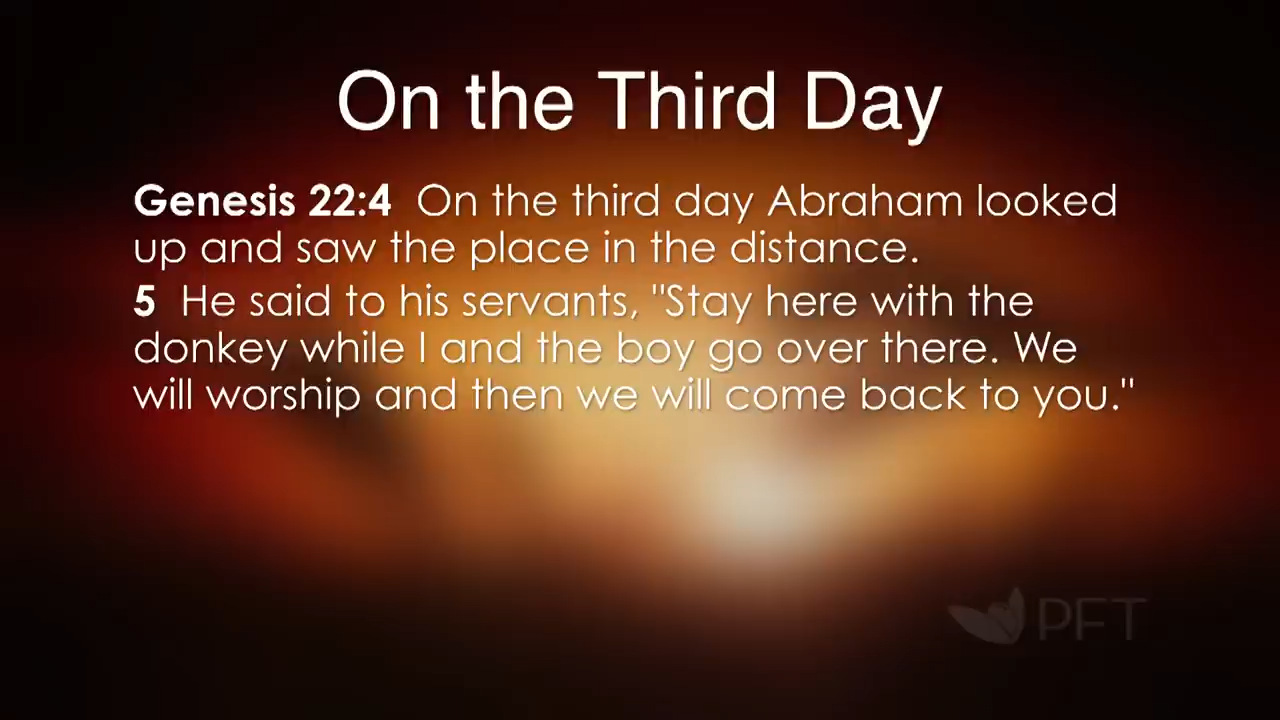 On the Third Day
Genesis 22:4  On the third day Abraham looked
up and saw the place in the distance.
5  He said to his servants, "Stay here with the
donkey while I and the boy go over there. We
will worship and then we will come back to you."
PFT